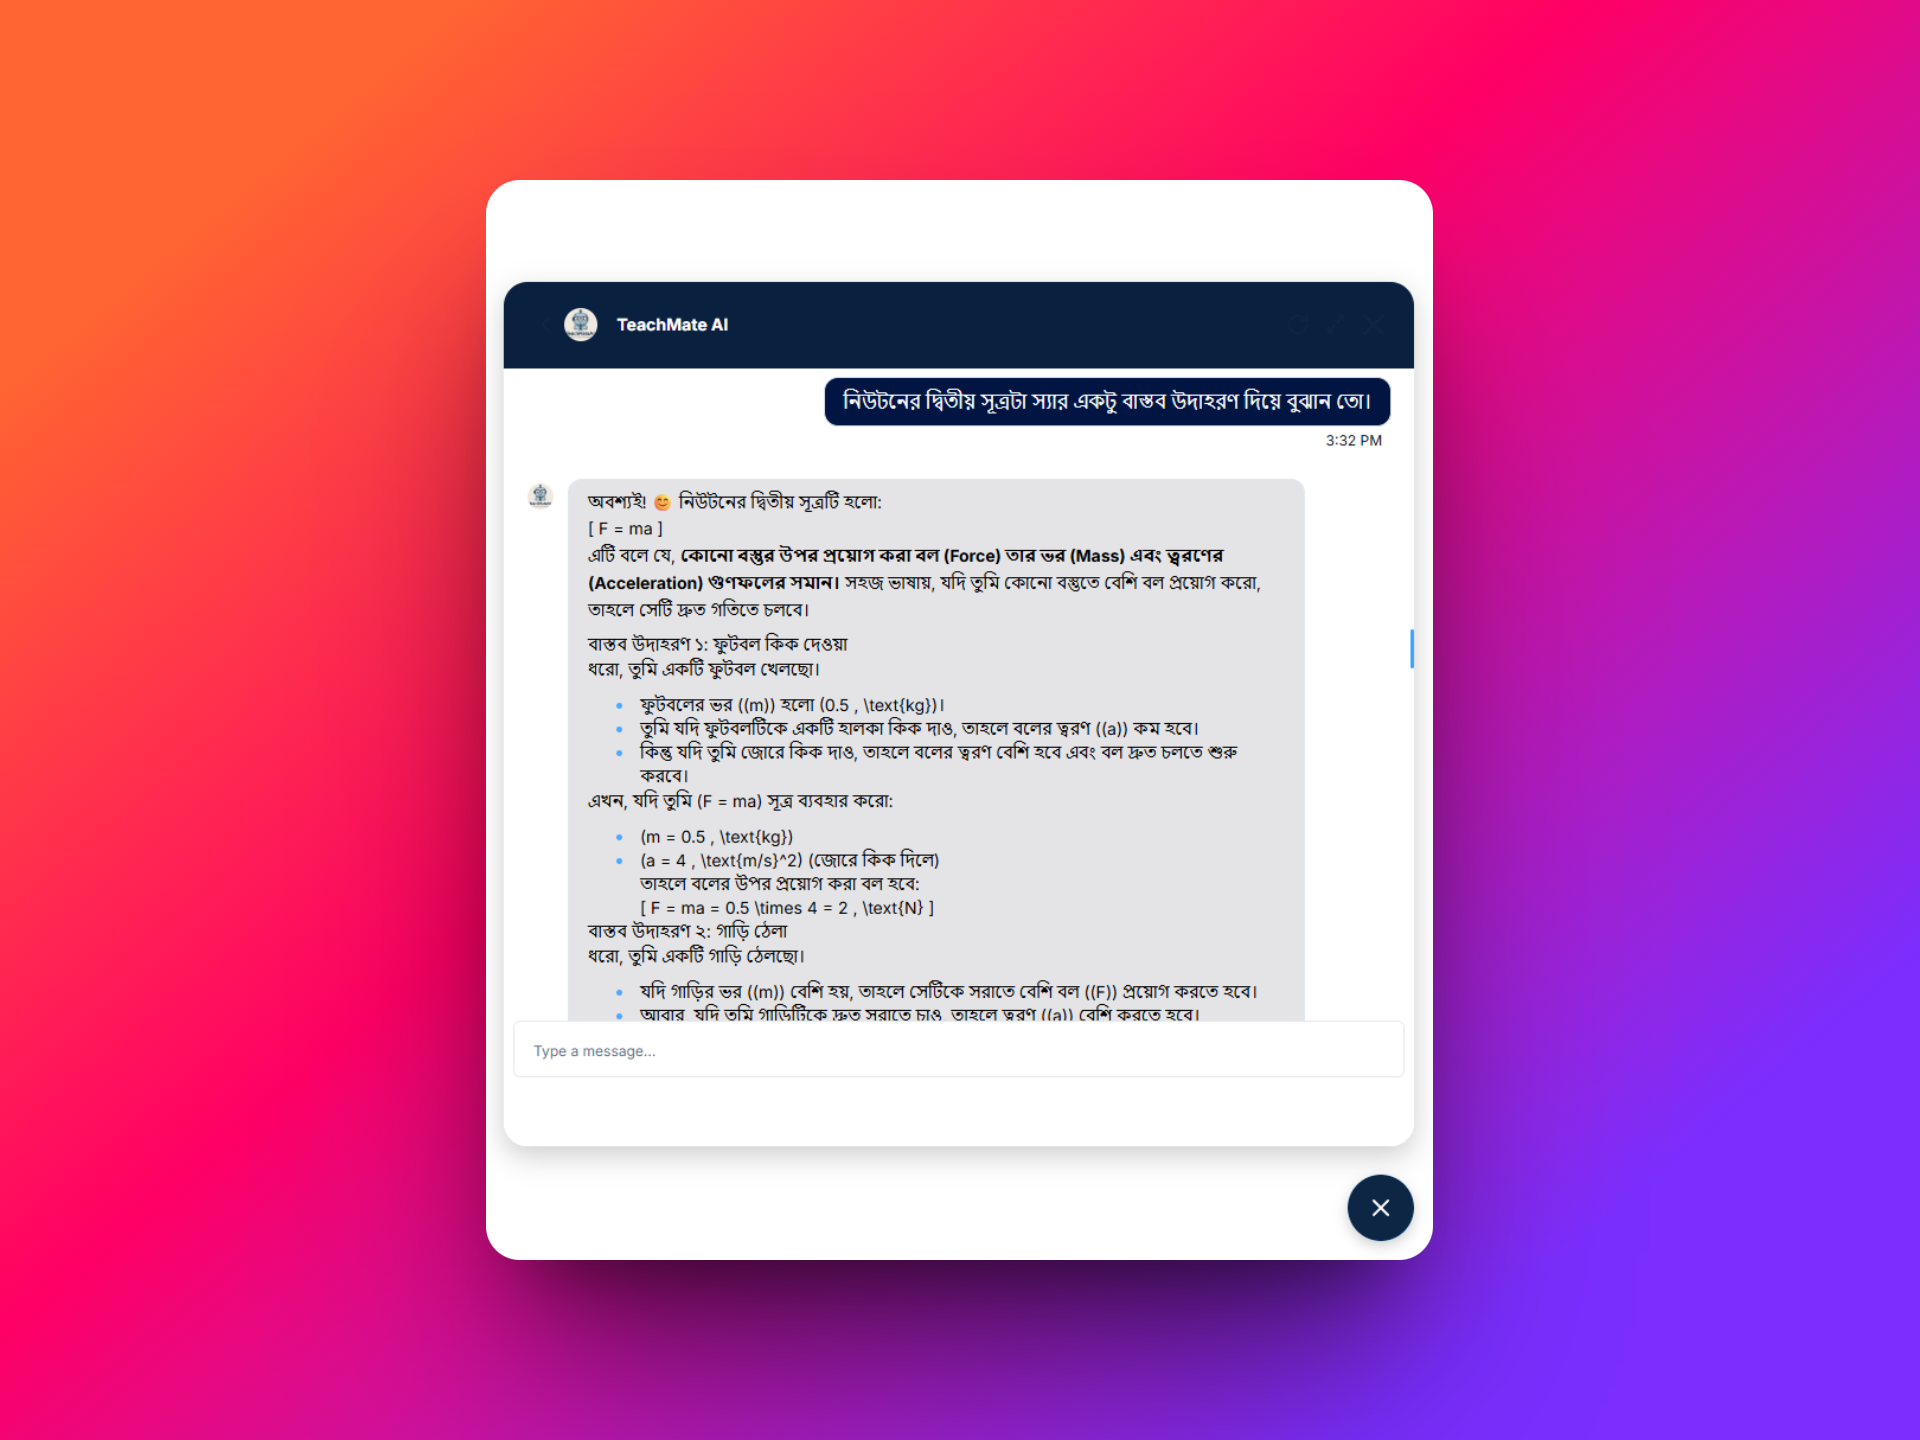 TeachMate AI
নিউটনের দ্বিতীয় সূত্রটা স্যার একটু বাস্তব উদাহরণ দিয়ে বুঝান তো।
3:32 PM
অবশ্যই! 😊 নিউটনের দ্বিতীয় সূত্রটি হলো:
[ F = ma ]
এটি বলে যে, কোনো বস্তুর উপর প্রয়োগ করা বল (Force) তার ভর (Mass) এবং ত্বরণের
(Acceleration) গুণফলের সমান। সহজ ভাষায়, যদি তুমি কোনো বস্তুতে বেশি বল প্রয়োগ করো,
তাহলে সেটি দ্রুত গতিতে চলবে।
বাস্তব উদাহরণ ১: ফুটবল কিক দেওয়া
ধরো, তুমি একটি ফুটবল খেলছো।
• ফুটবলের ভর ((m)) হলো (0.5 , \text{kg})।
• তুমি যদি ফুটবলটিকে একটি হালকা কিক দাও, তাহলে বলের ত্বরণ ((a)) কম হবে।
• কিন্তু যদি তুমি জোরে কিক দাও, তাহলে বলের ত্বরণ বেশি হবে এবং বল দ্রুত চলতে শুরু
করবে।
এখন, যদি তুমি (F = ma) সূত্র ব্যবহার করো:
• (m = 0.5 , \text{kg})
• (a = 4 , \text{m/s}^2) (জোরে কিক দিলে)
তাহলে বলের উপর প্রয়োগ করা বল হবে:
[ F = ma = 0.5 \times 4 = 2 , \text{N} ]
বাস্তব উদাহরণ ২: গাড়ি ঠেলা
ধরো, তুমি একটি গাড়ি ঠেলছো।
• যদি গাড়ির ভর ((m)) বেশি হয়, তাহলে সেটিকে সরাতে বেশি বল ((F)) প্রয়োগ করতে হবে।
• আবার, যদি তুমি গাড়িটিকে দ্রুত সরাতে চাও, তাহলে ত্বরণ ((a)) বেশি করতে হবে।
Type a message...